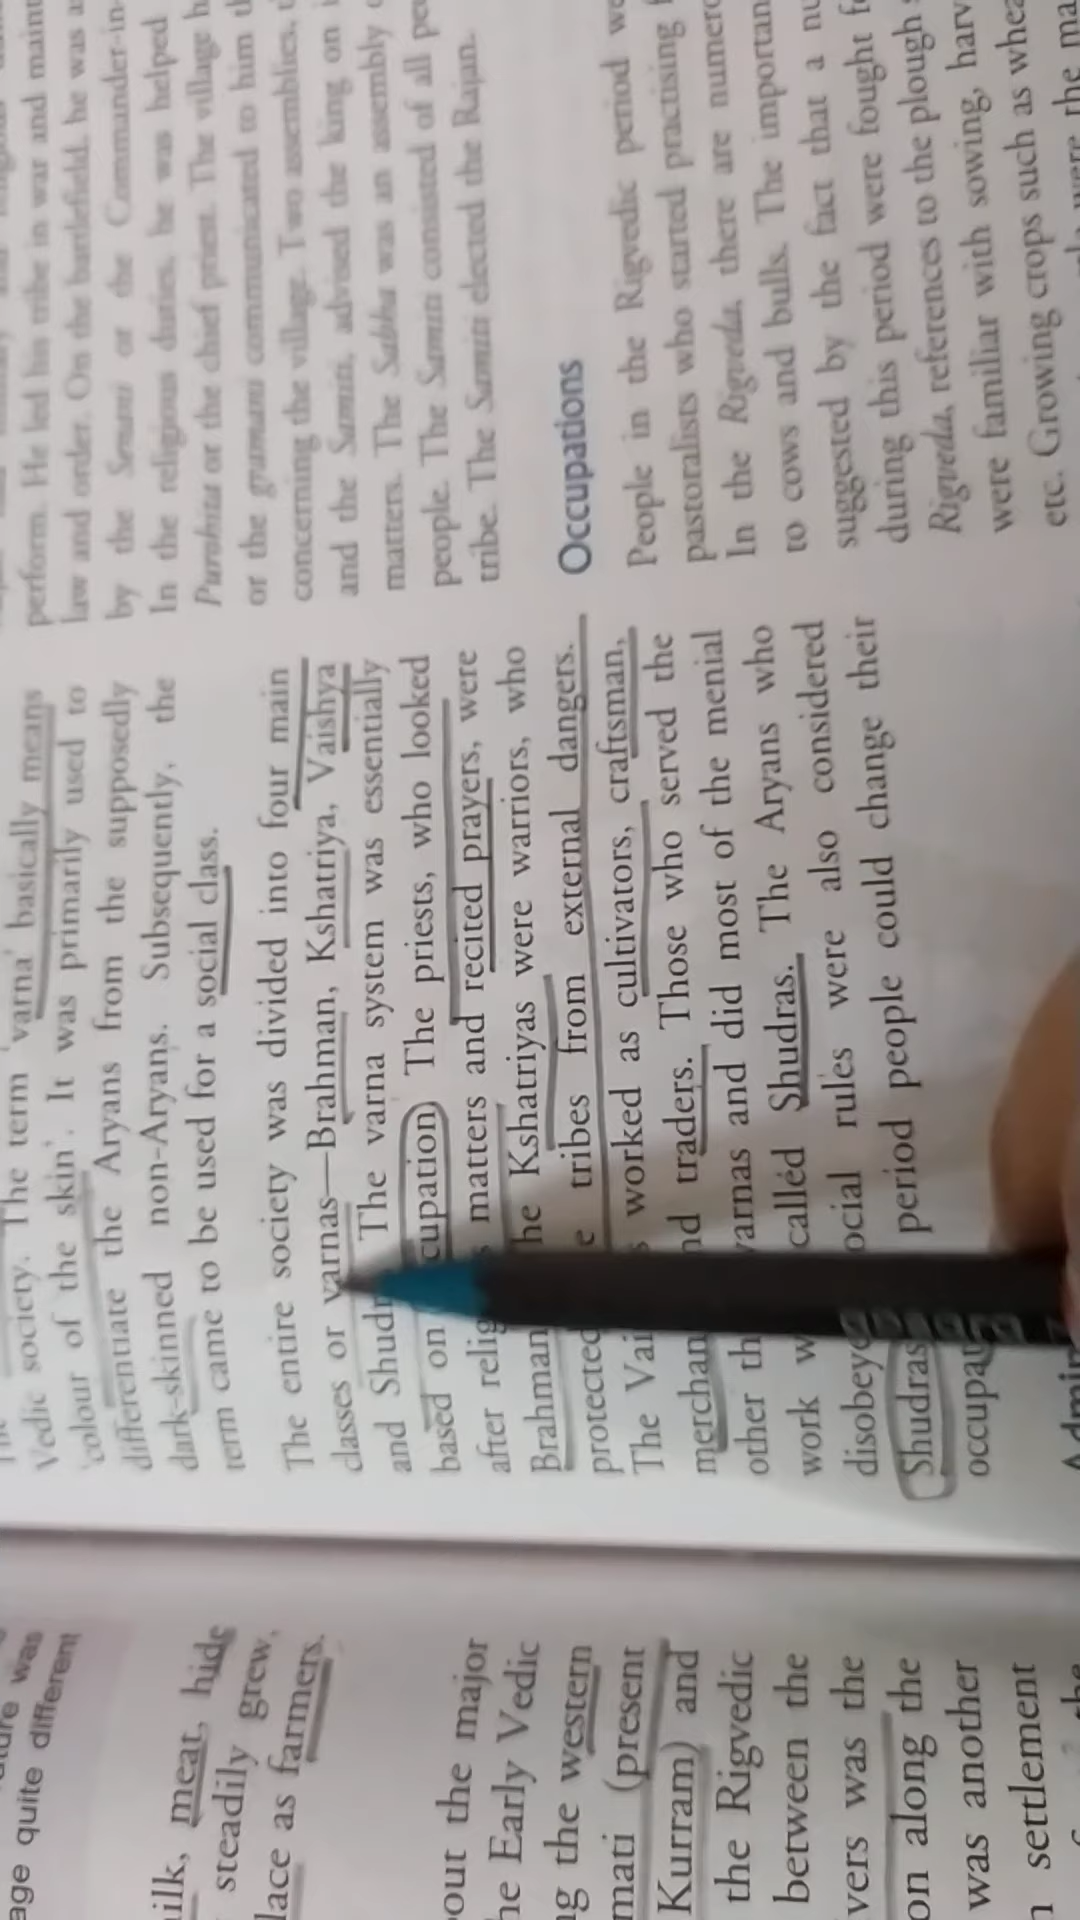 age quite different
ilk, meat, hide
steadily grew,
lace as farmers.
out the major
he Early Vedic
g the western
mati (present
Kurram) and
the Rigvedic
between the
vers was the
on along the
was another
settlement
Vedic society. The term 'varna' basically means
'colour of the skin'. It was primarily used to
differentiate the Aryans from the supposedly
dark-skinned non-Aryans. Subsequently, the
term came to be used for a social class.
The entire society was divided into four main
classes or varnas—Brahman, Kshatriya, Vaishya
and Shud The varna system was essentially
based on cupation The priests, who looked
after relig matters and recited prayers, were
Brahman he Kshatriyas were warriors, who
protected e tribes from external dangers.
The Vai s worked as cultivators, craftsman,
merchan nd traders. Those who served the
other th varnas and did most of the menial
work w called Shudras. The Aryans who
disobeye ocial rules were also considered
Shudras period people could change their
occupat
perform. He led his tribe in war and maint
law and order. On the battlefield, he was a
by the Senani or the Commander-in-
In the religious duties, he was helped
Purohita or the chief priest. The village h
or the gramani communicated to him th
concerning the village. Two assemblies,
and the Samiti, advised the king on
matters. The Sabha was an assembly
people. The Samiti consisted of all peo
tribe. The Samiti elected the Rajan.
Occupations
People in the Rigvedic period we
pastoralists who started practising
In the Rigveda, there are numero
to cows and bulls. The importan
suggested by the fact that a nu
during this period were fought fo
Rigveda, references to the plough
were familiar with sowing, harv
etc. Growing crops such as whea